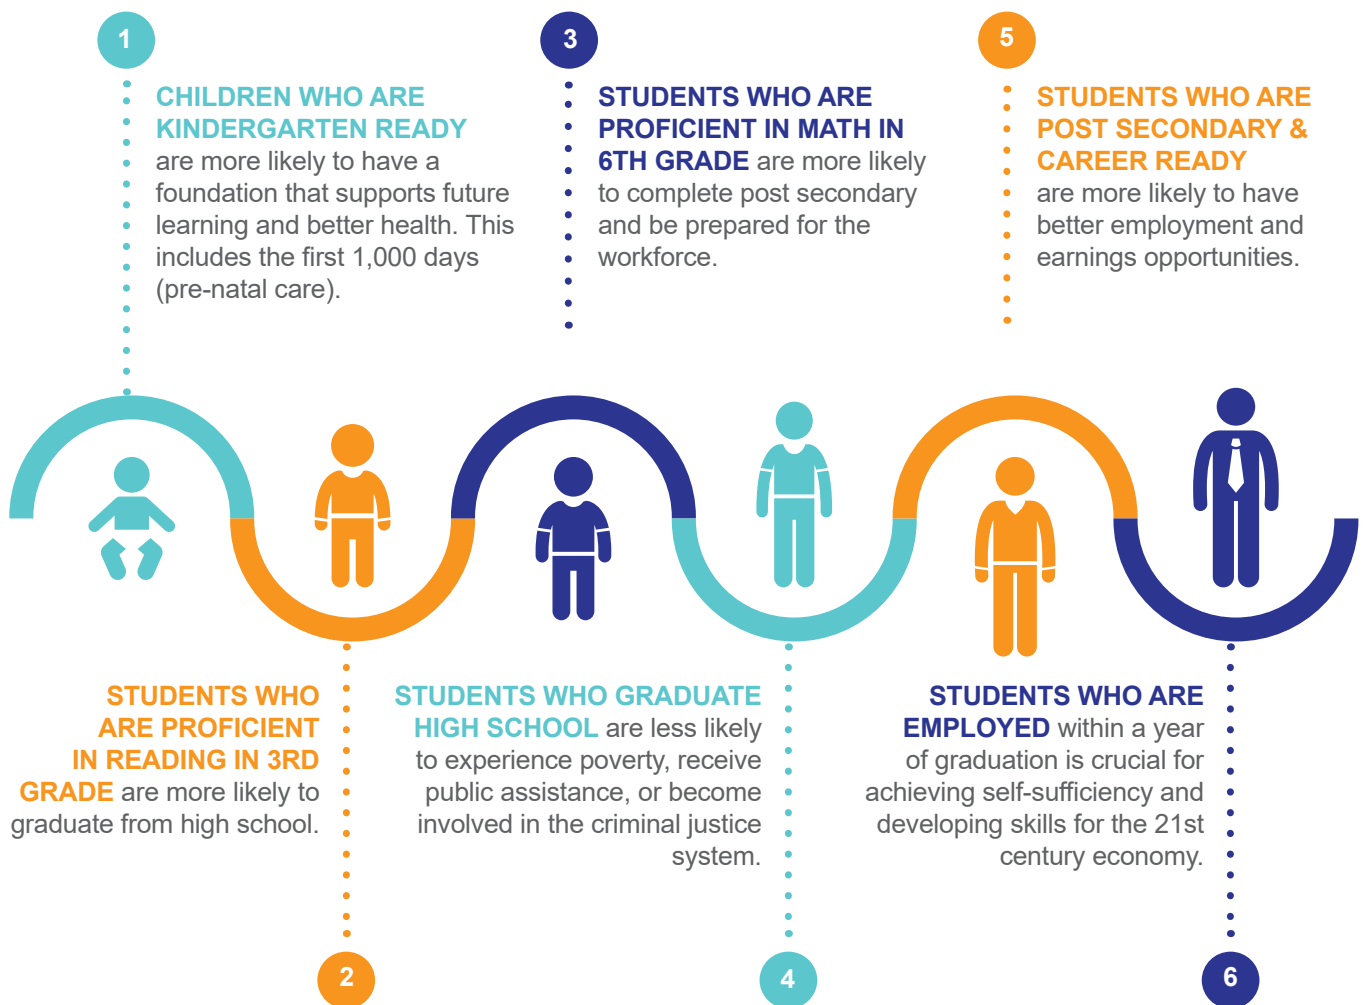 1
CHILDREN WHO ARE
KINDERGARTEN READY
are more likely to have a
foundation that supports future
learning and better health. This
includes the first 1,000 days
(pre-natal care).
3
STUDENTS WHO ARE
PROFICIENT IN MATH IN
6TH GRADE are more likely
to complete post secondary
and be prepared for the
workforce.
5
STUDENTS WHO ARE
POST SECONDARY &
CAREER READY
are more likely to have
better employment and
earnings opportunities.
STUDENTS WHO
ARE PROFICIENT
IN READING IN 3RD
GRADE are more likely to
graduate from high school.
2
STUDENTS WHO GRADUATE
HIGH SCHOOL are less likely
to experience poverty, receive
public assistance, or become
involved in the criminal justice
system.
4
STUDENTS WHO ARE
EMPLOYED within a year
of graduation is crucial for
achieving self-sufficiency and
developing skills for the 21st
century economy.
6